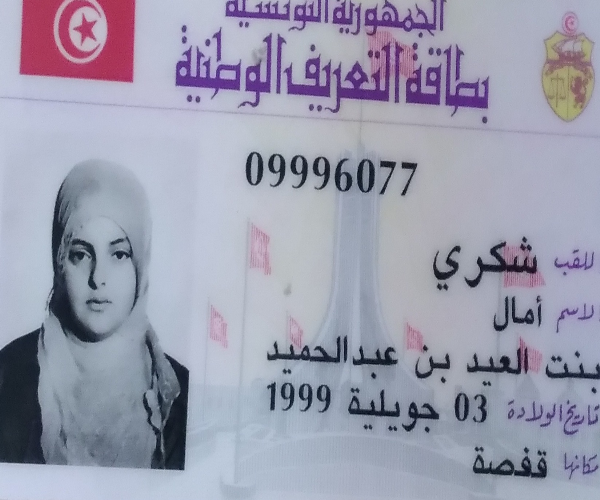 الجمهورية التونسية
بطاقة التعريف الوطنية
09996077
اللقب شكري
الاسم أمال
بنت العيد بن عبدالحميد
تاريخ الولادة 03 جويلية 1999
مكانها قفصة